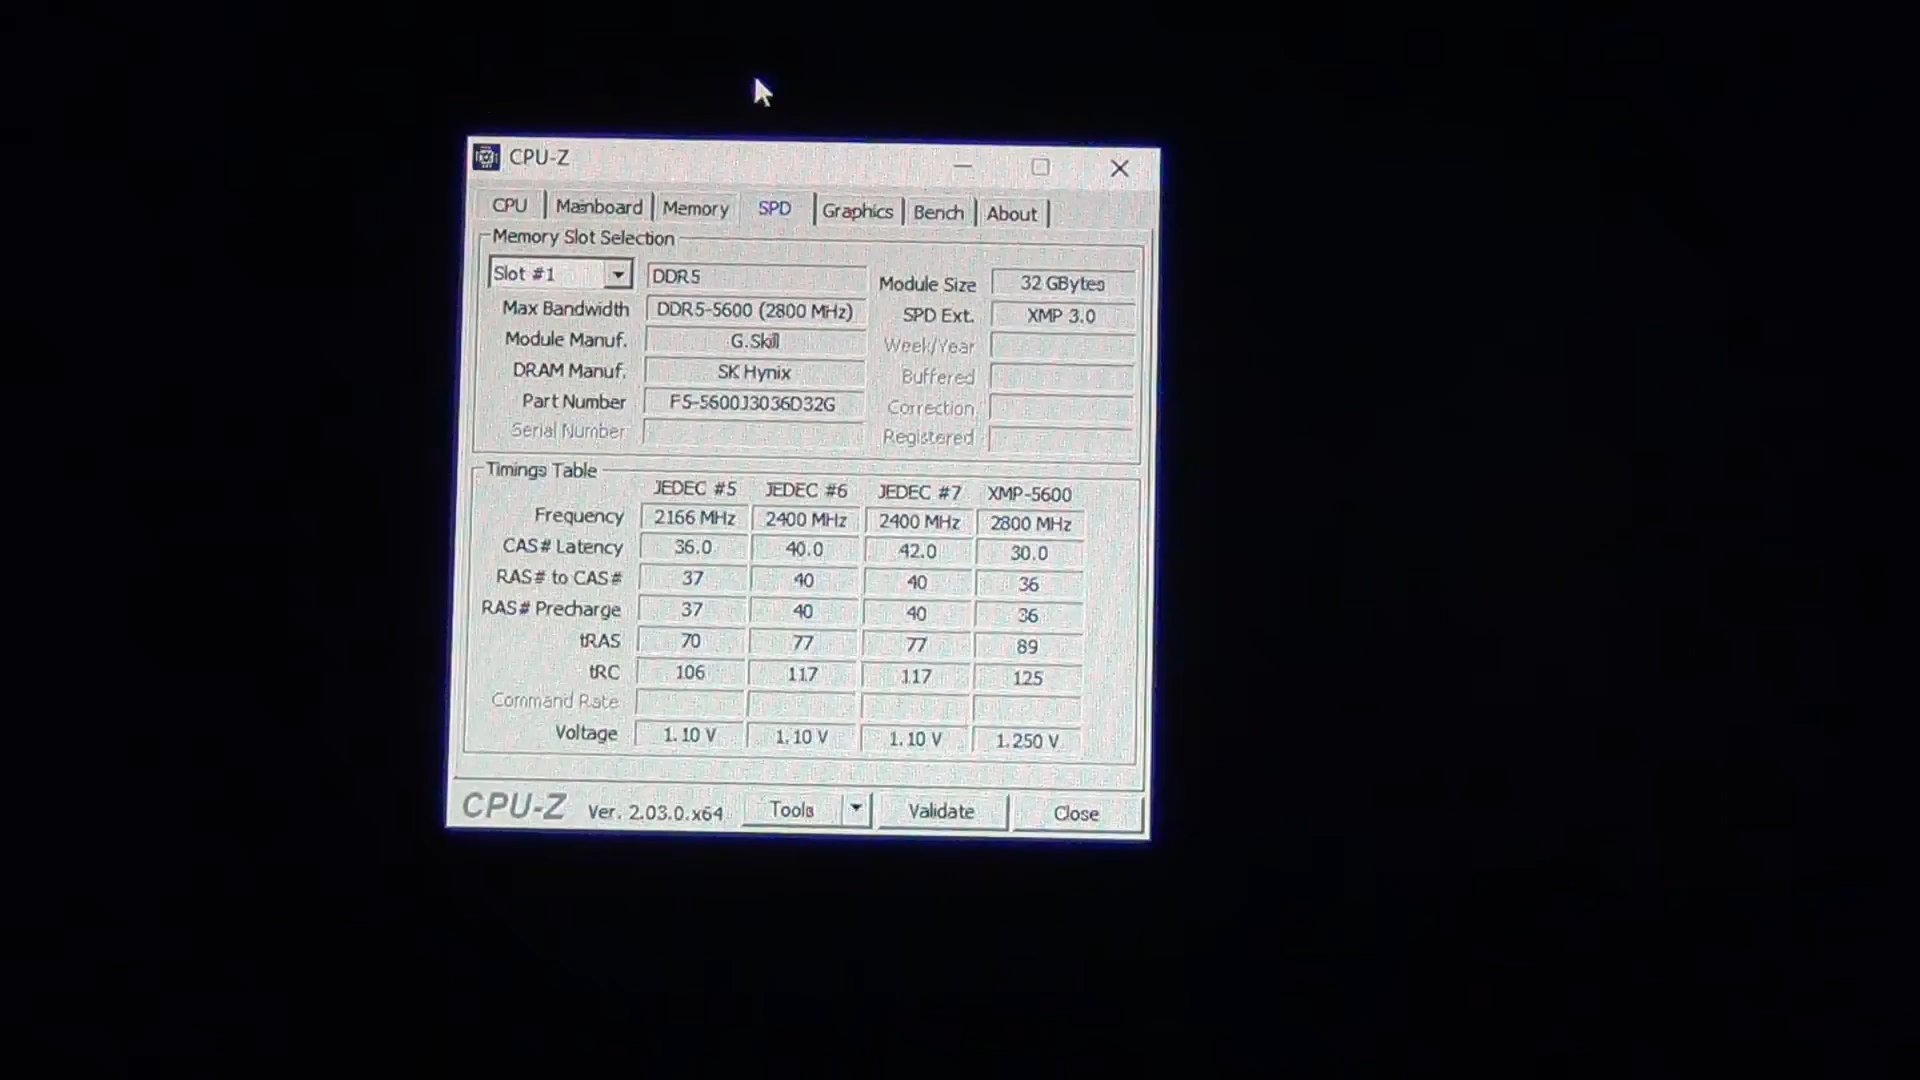 CPU-Z
CPU Mainboard Memory SPD Graphics Bench About
Memory Slot Selection
Slot #1 DDR5 Module Size 32 GBytes
Max Bandwidth DDR5-5600 (2800 MHz) SPD Ext. XMP 3.0
Module Manuf. G.Skill Week/Year
DRAM Manuf. SK Hynix Buffered
Part Number F5-5600J3036D32G Correction
Serial Number Registered
Timings Table
JEDEC #5 JEDEC #6 JEDEC #7 XMP-5600
Frequency 2166 MHz 2400 MHz 2400 MHz 2800 MHz
CAS# Latency 36.0 40.0 42.0 30.0
RAS# to CAS# 37 40 40 36
RAS# Precharge 37 40 40 36
tRAS 70 77 77 89
tRC 106 117 117 125
Command Rate
Voltage 1.10 V 1.10 V 1.10 V 1.250 V
CPU-Z Ver. 2.03.0.x64 Tools Validate Close